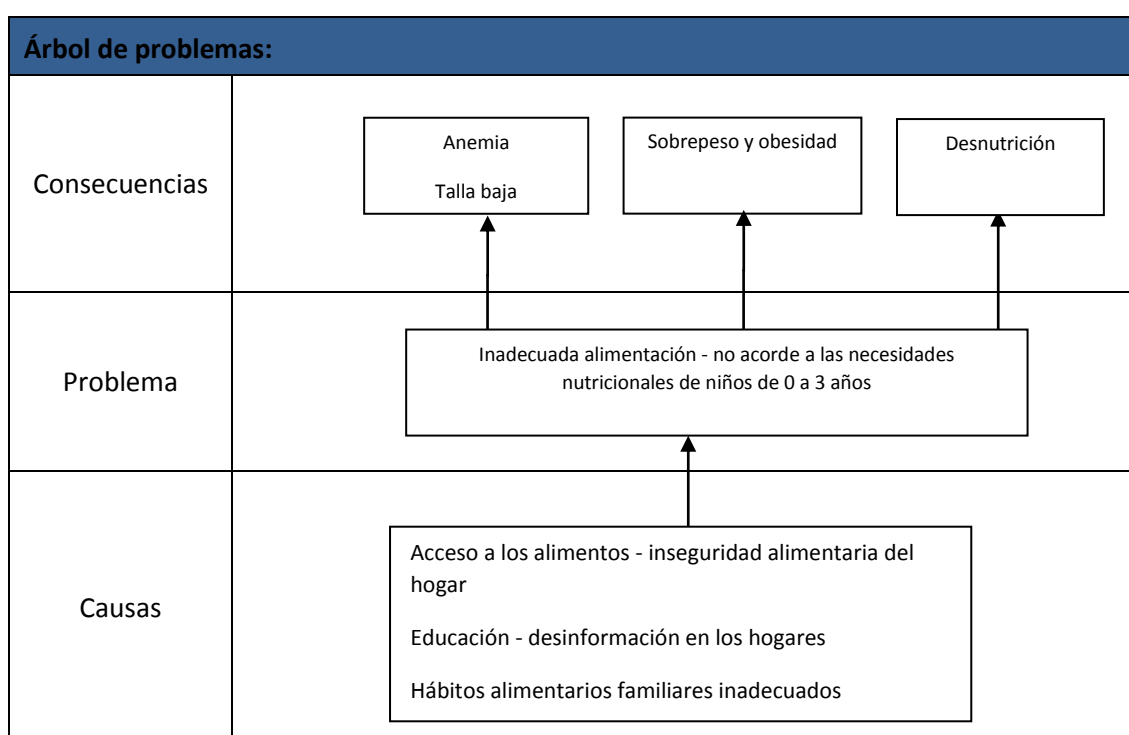 Árbol de problemas:
Consecuencias
Anemia
Talla baja
Sobrepeso y obesidad
Desnutrición
Problema
Inadecuada alimentación - no acorde a las necesidades
nutricionales de niños de 0 a 3 años
Causas
Acceso a los alimentos - inseguridad alimentaria del
hogar
Educación - desinformación en los hogares
Hábitos alimentarios familiares inadecuados